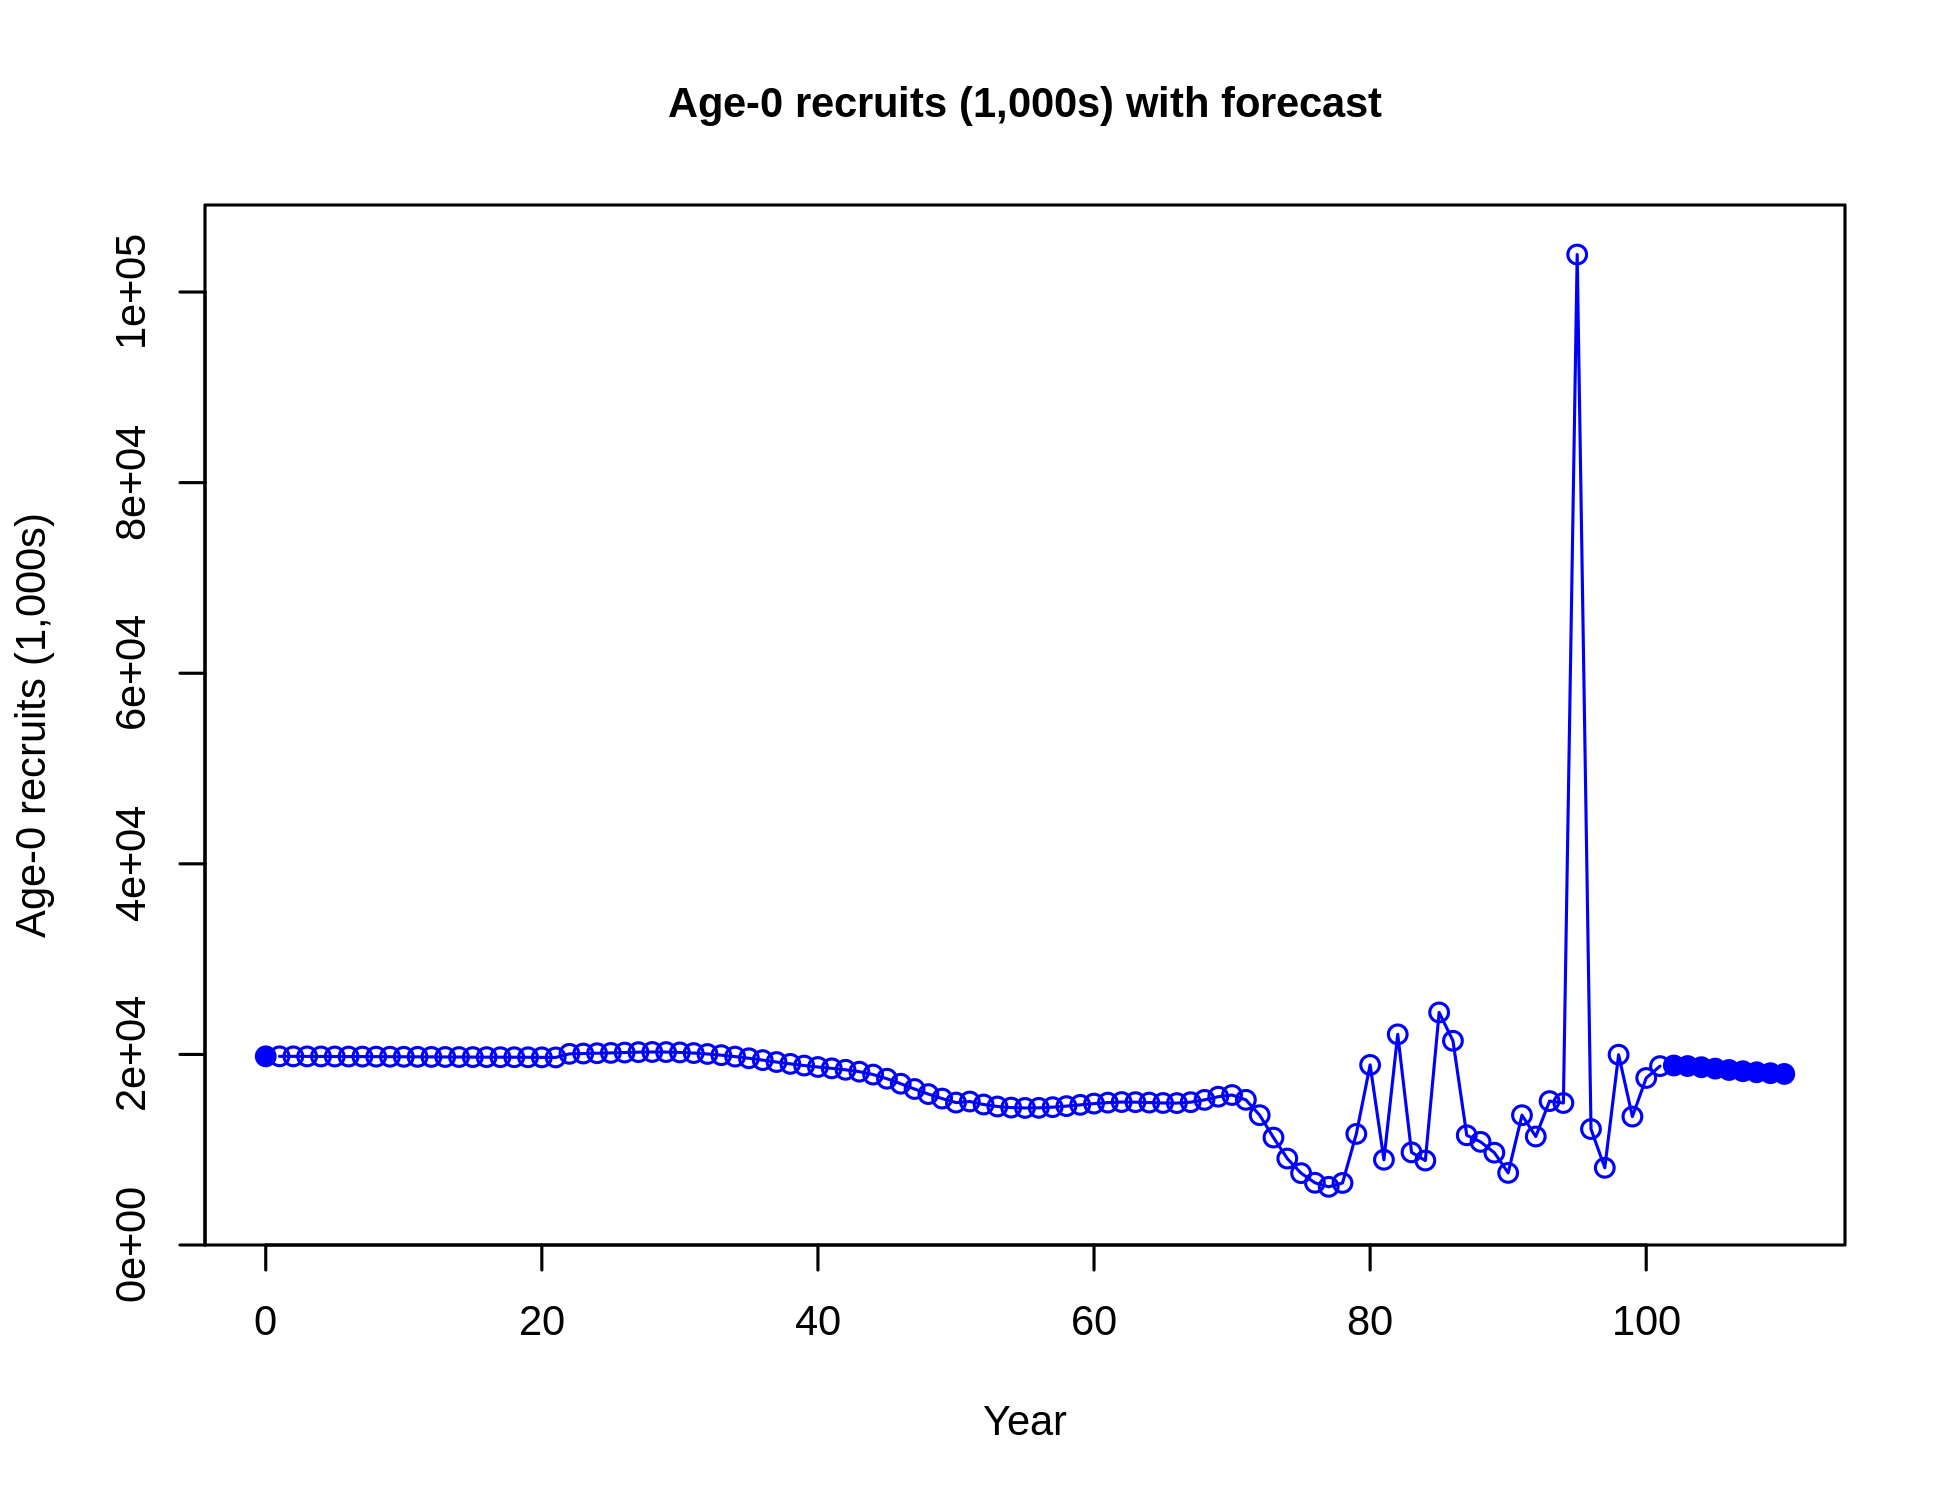 Age-0 recruits (1,000s) with forecast
Age-0 recruits (1,000s)
1e+05
8e+04
6e+04
4e+04
2e+04
0e+00
0 20 40 60 80 100
Year